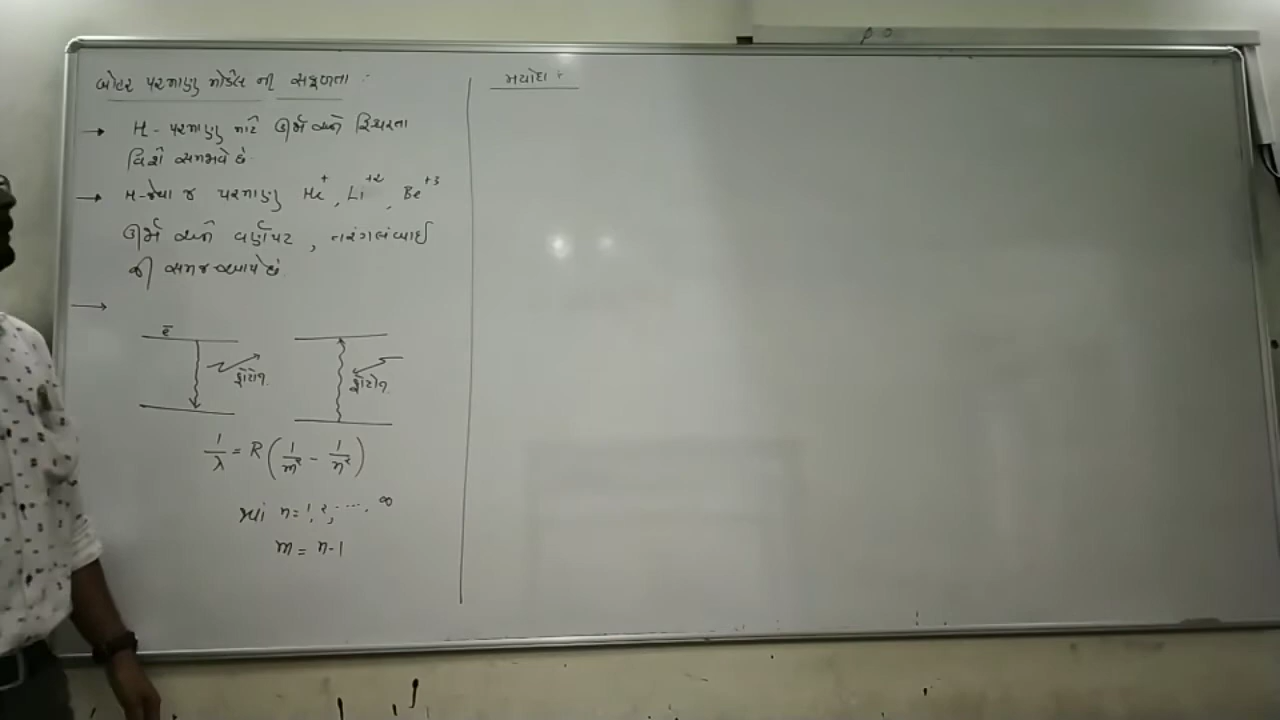 બોહર પરમાણુ મોડેલ ની સફળતા :
→ H - પરમાણુ માટે ઊર્જા અને સ્થિરતા
વિશે સમજાવે છે.
→ H-જેવા જ પરમાણુ He⁺, Li⁺², Be⁺³
ઊર્જા અને વર્ણપટ, તરંગલંબાઈ
ની સમજ આપે છે.
→
ē
ફોટોન
ફોટોન
1/λ = R(1/m² - 1/n²)
જ્યાં n = 1, 2, ..... ∞
m = n-1
મર્યાદા :